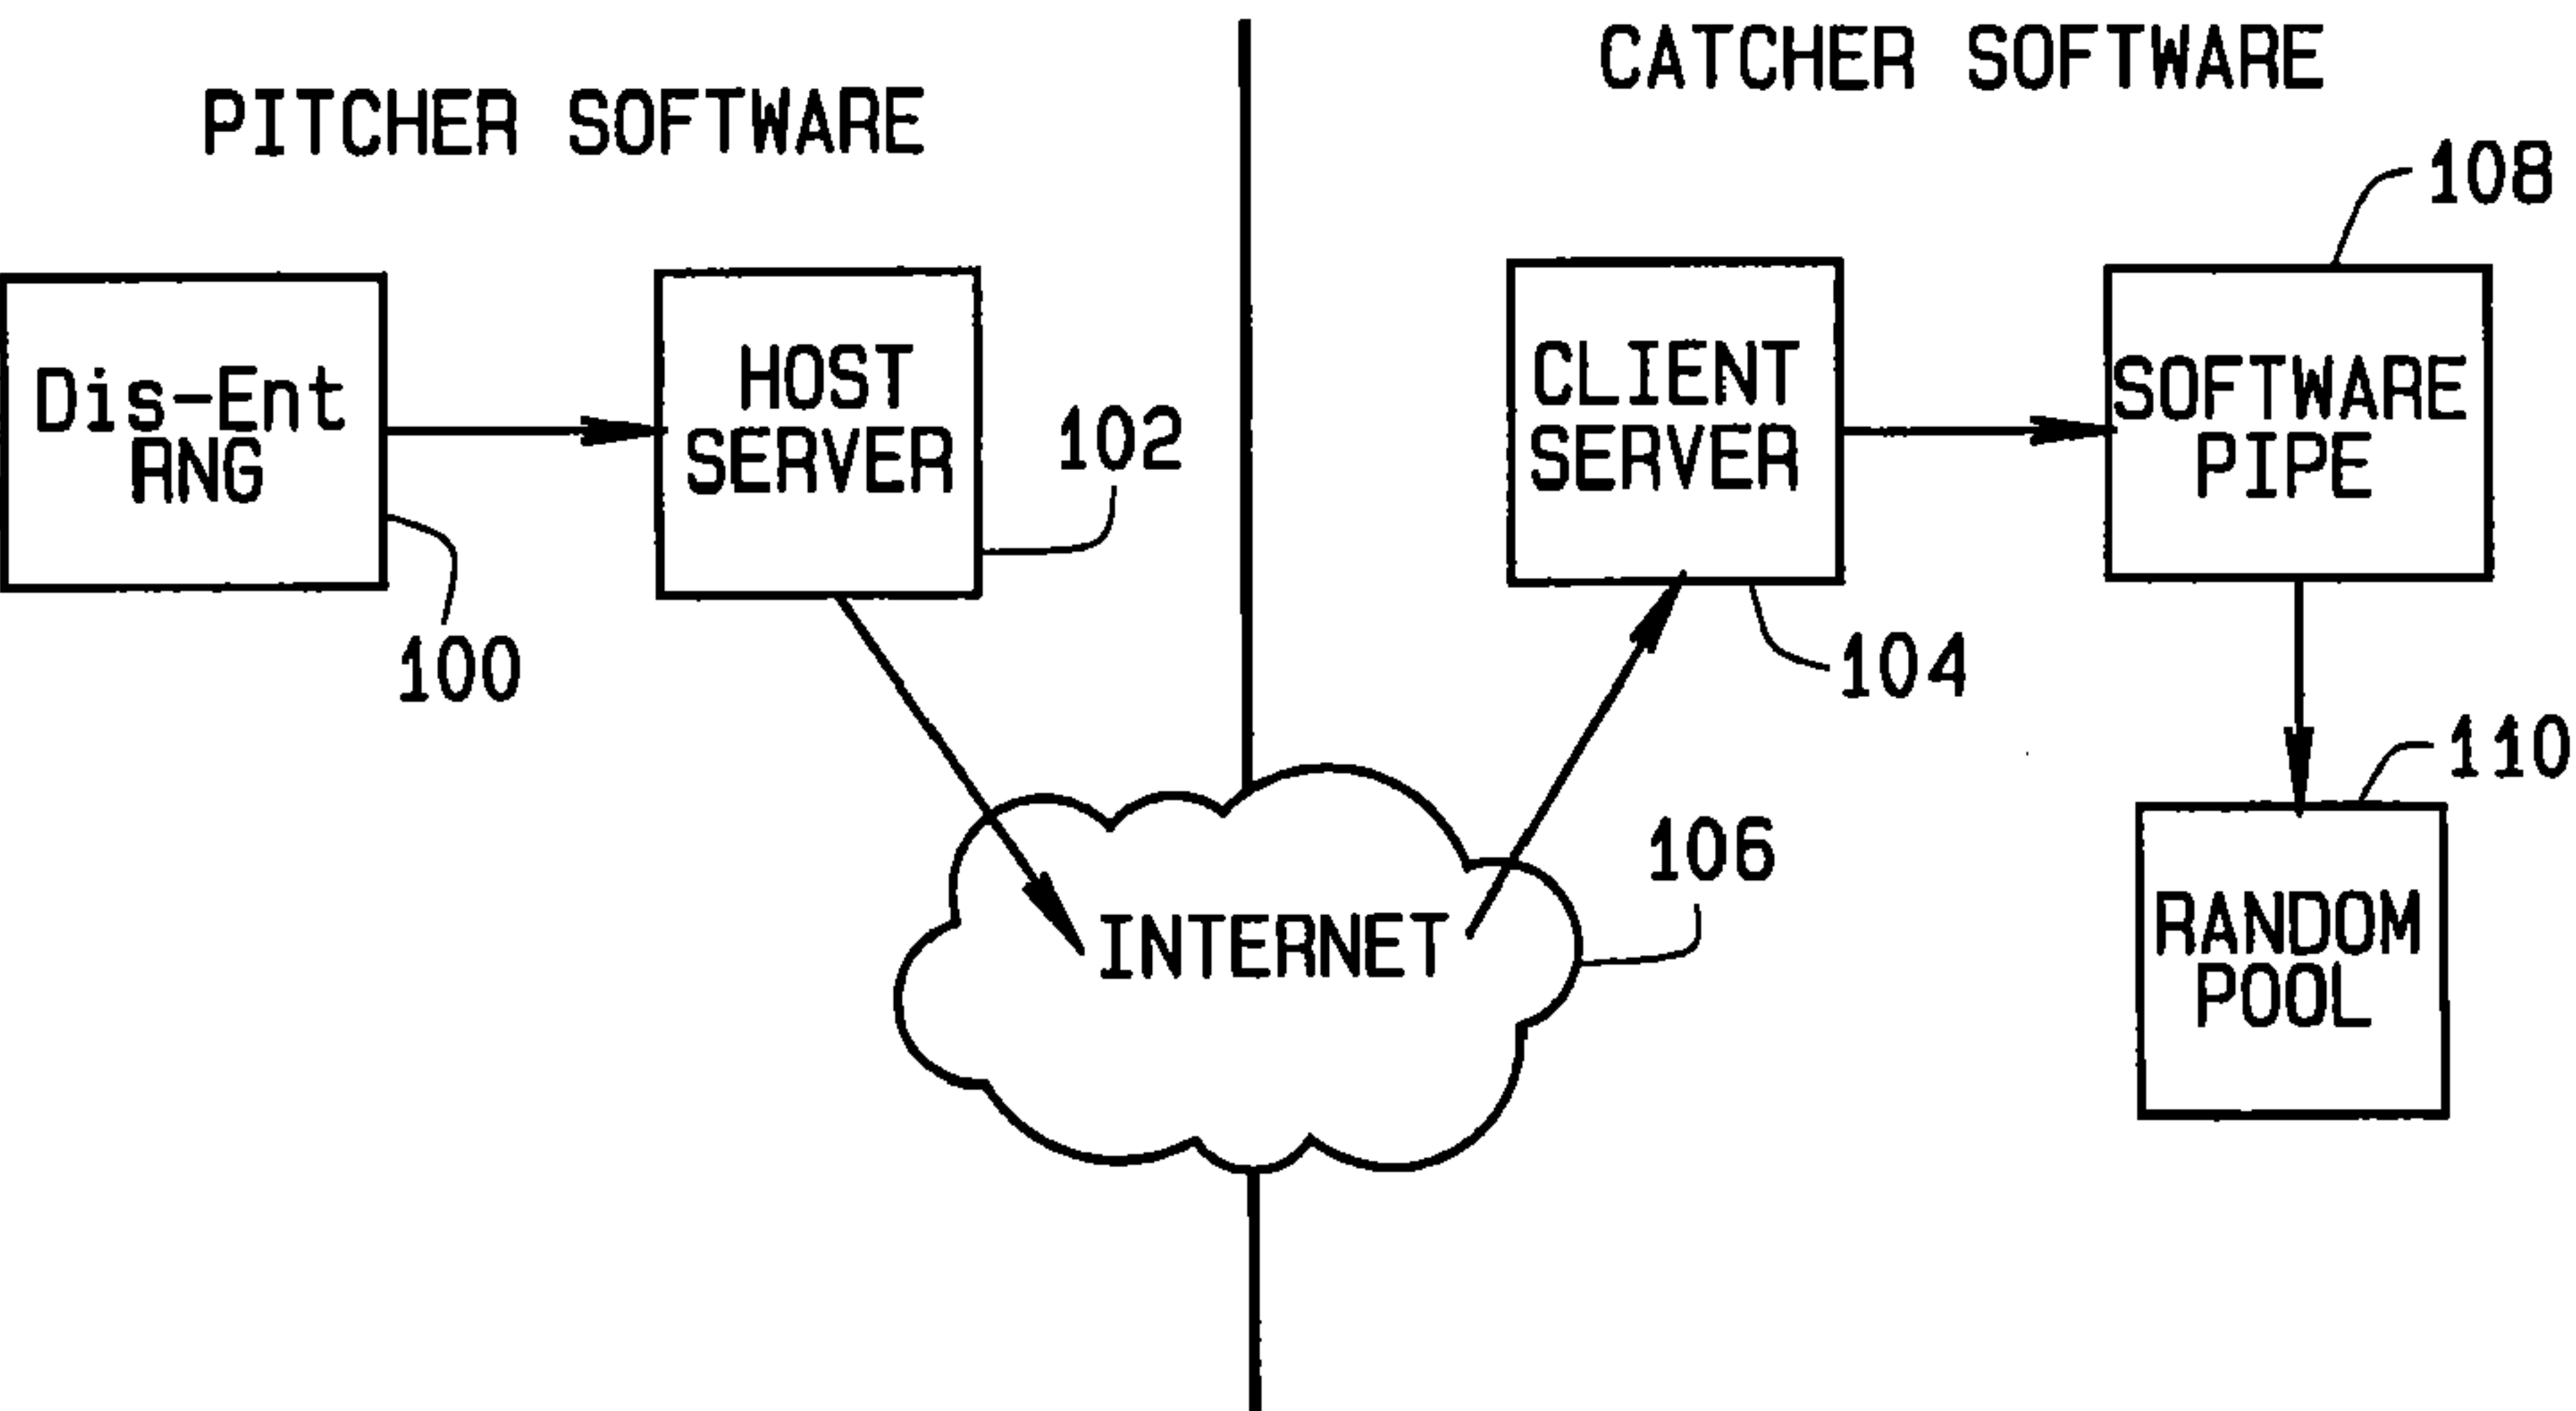 PITCHER SOFTWARE
CATCHER SOFTWARE
Dis-Ent
RNG
100
HOST
SERVER
102
CLIENT
SERVER
104
SOFTWARE
PIPE
108
INTERNET
106
RANDOM
POOL
110